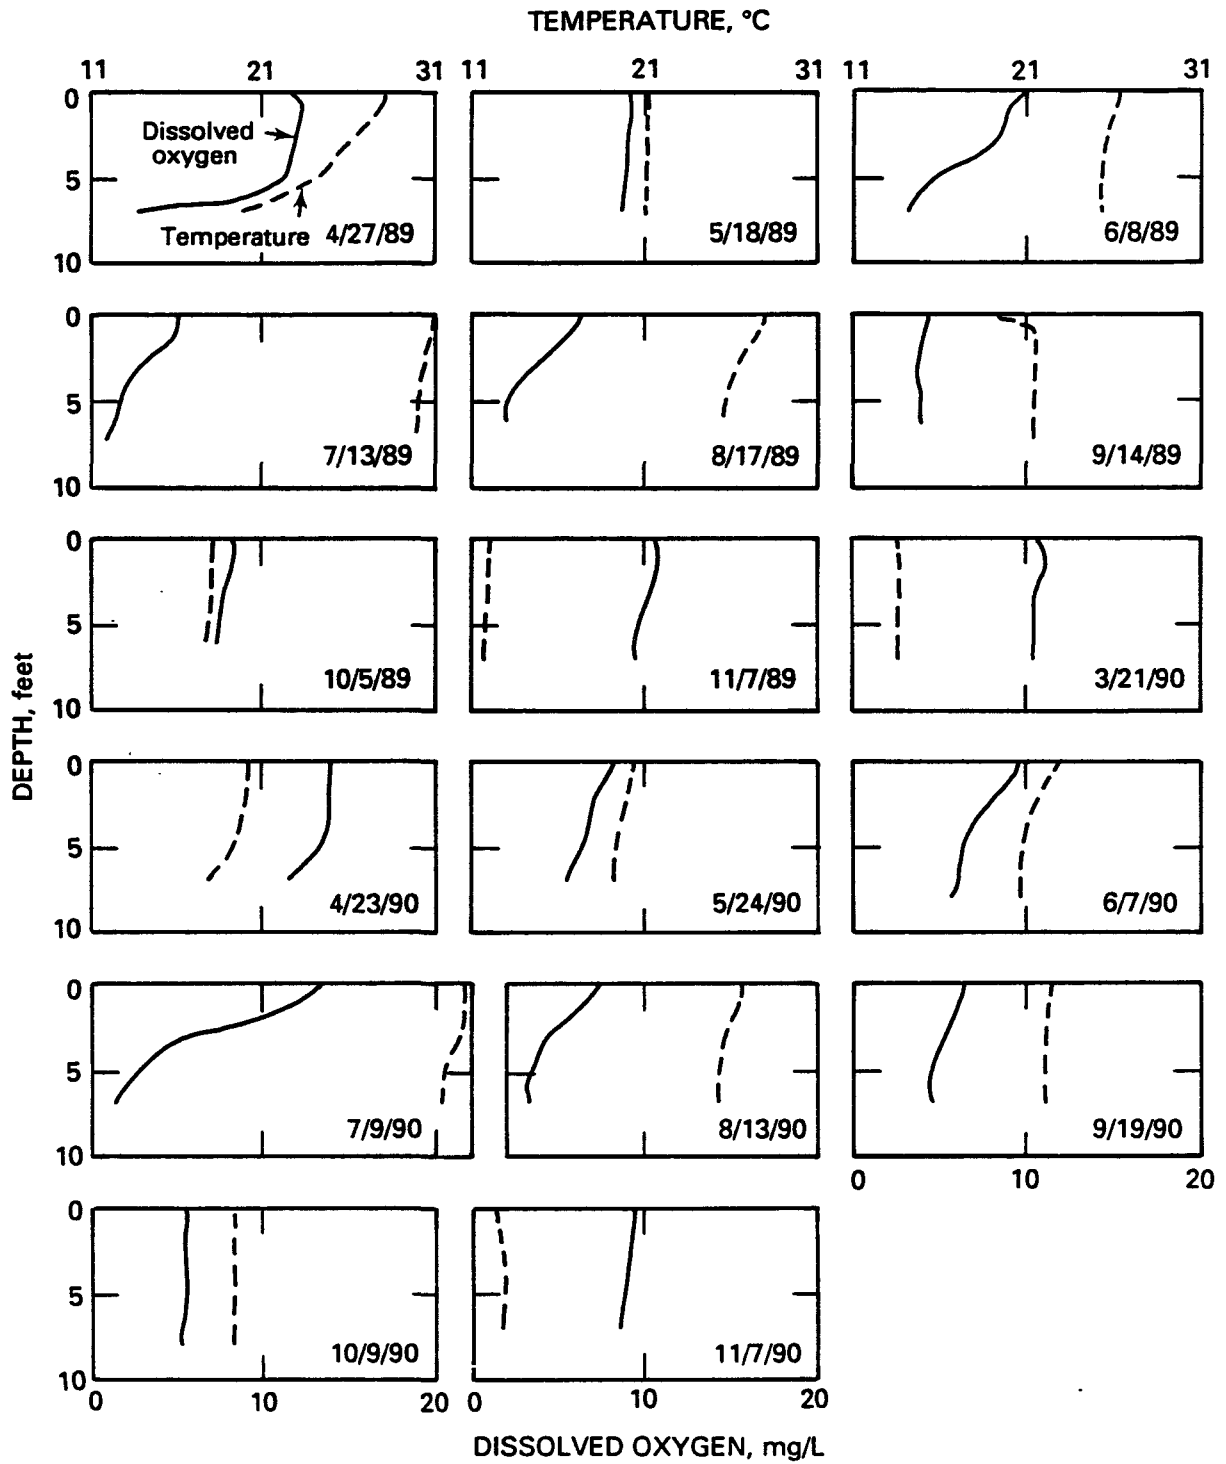 TEMPERATURE, °C
11 21 31 11 21 31 11 21 31
0
Dissolved
oxygen
5
Temperature 4/27/89 5/18/89 6/8/89
10
0
5
7/13/89 8/17/89 9/14/89
10
0
5
10/5/89 11/7/89 3/21/90
10
DEPTH, feet
0
5
4/23/90 5/24/90 6/7/90
10
0
5
7/9/90 8/13/90 9/19/90
10
0 10 20
0
5
10/9/90 11/7/90
10
0 10 20 0 10 20
DISSOLVED OXYGEN, mg/L